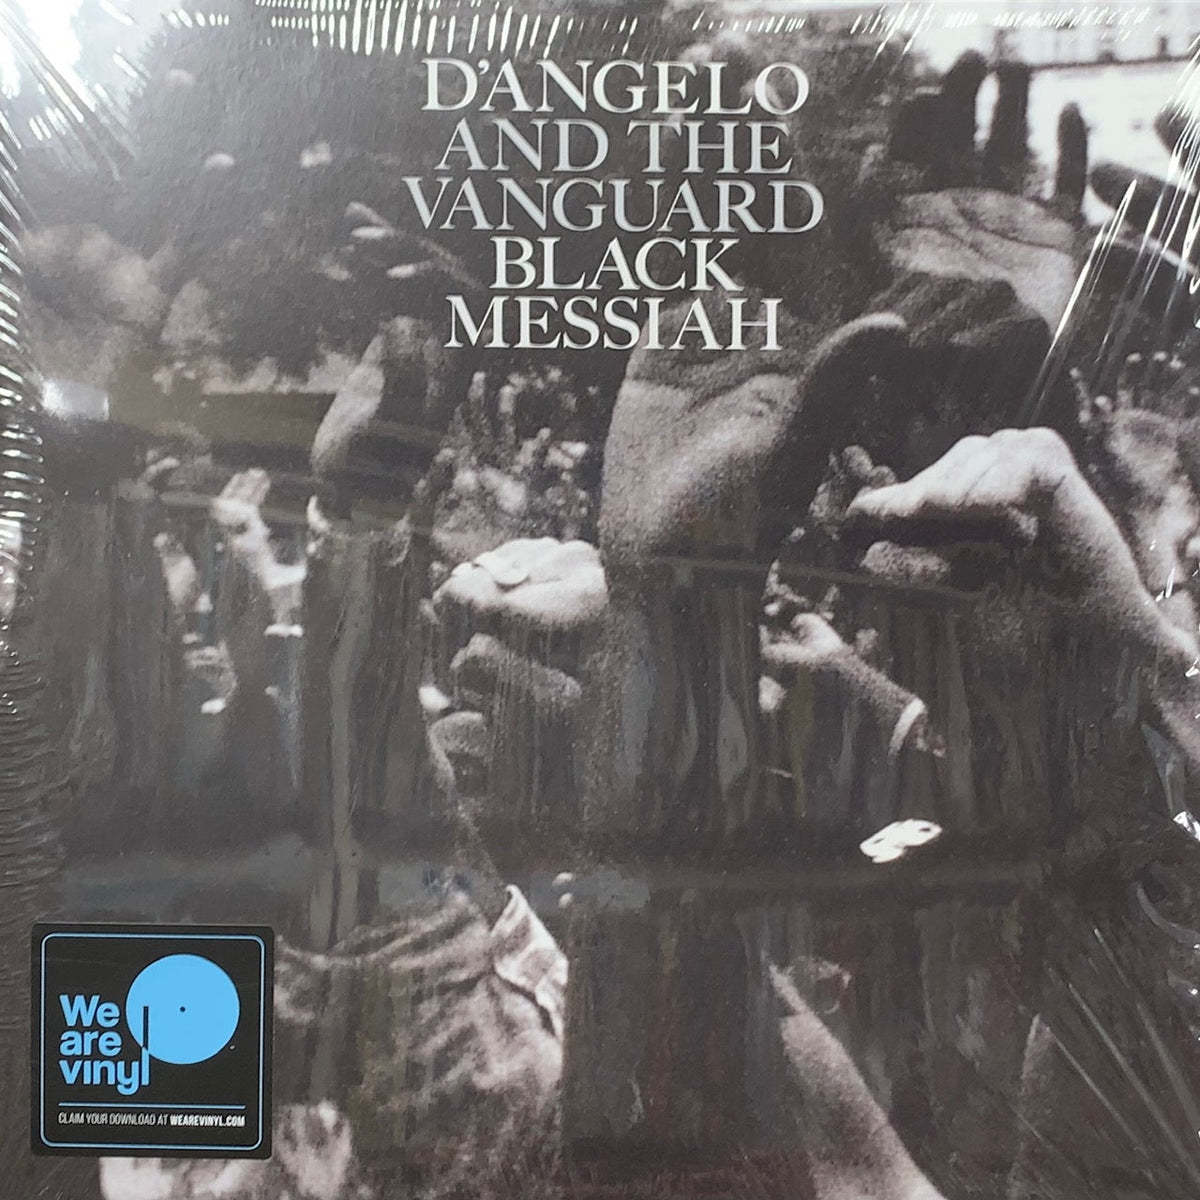 D'ANGELO
AND THE
VANGUARD
BLACK
MESSIAH
We
are
vinyl
CLAIM YOUR DOWNLOAD AT WEAREVINYL.COM